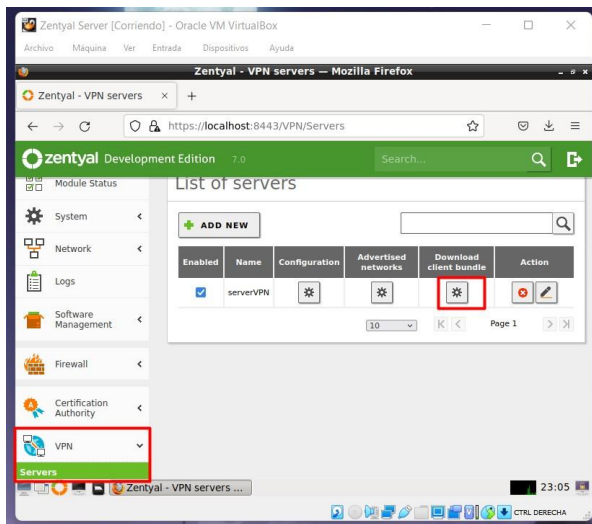 Zentyal Server [Corriendo] - Oracle VM VirtualBox
Archivo Máquina Ver Entrada Dispositivos Ayuda
Zentyal - VPN servers — Mozilla Firefox
Zentyal - VPN servers × +
https://localhost:8443/VPN/Servers
zentyal Development Edition 7.0 Search...
Module Status
List of servers
System
ADD NEW
Network
Enabled Name Configuration Advertised networks Download client bundle Action
Logs
serverVPN
Software Management
10 Page 1
Firewall
Certification Authority
VPN
Servers
Zentyal - VPN servers ... 23:05
CTRL DERECHA